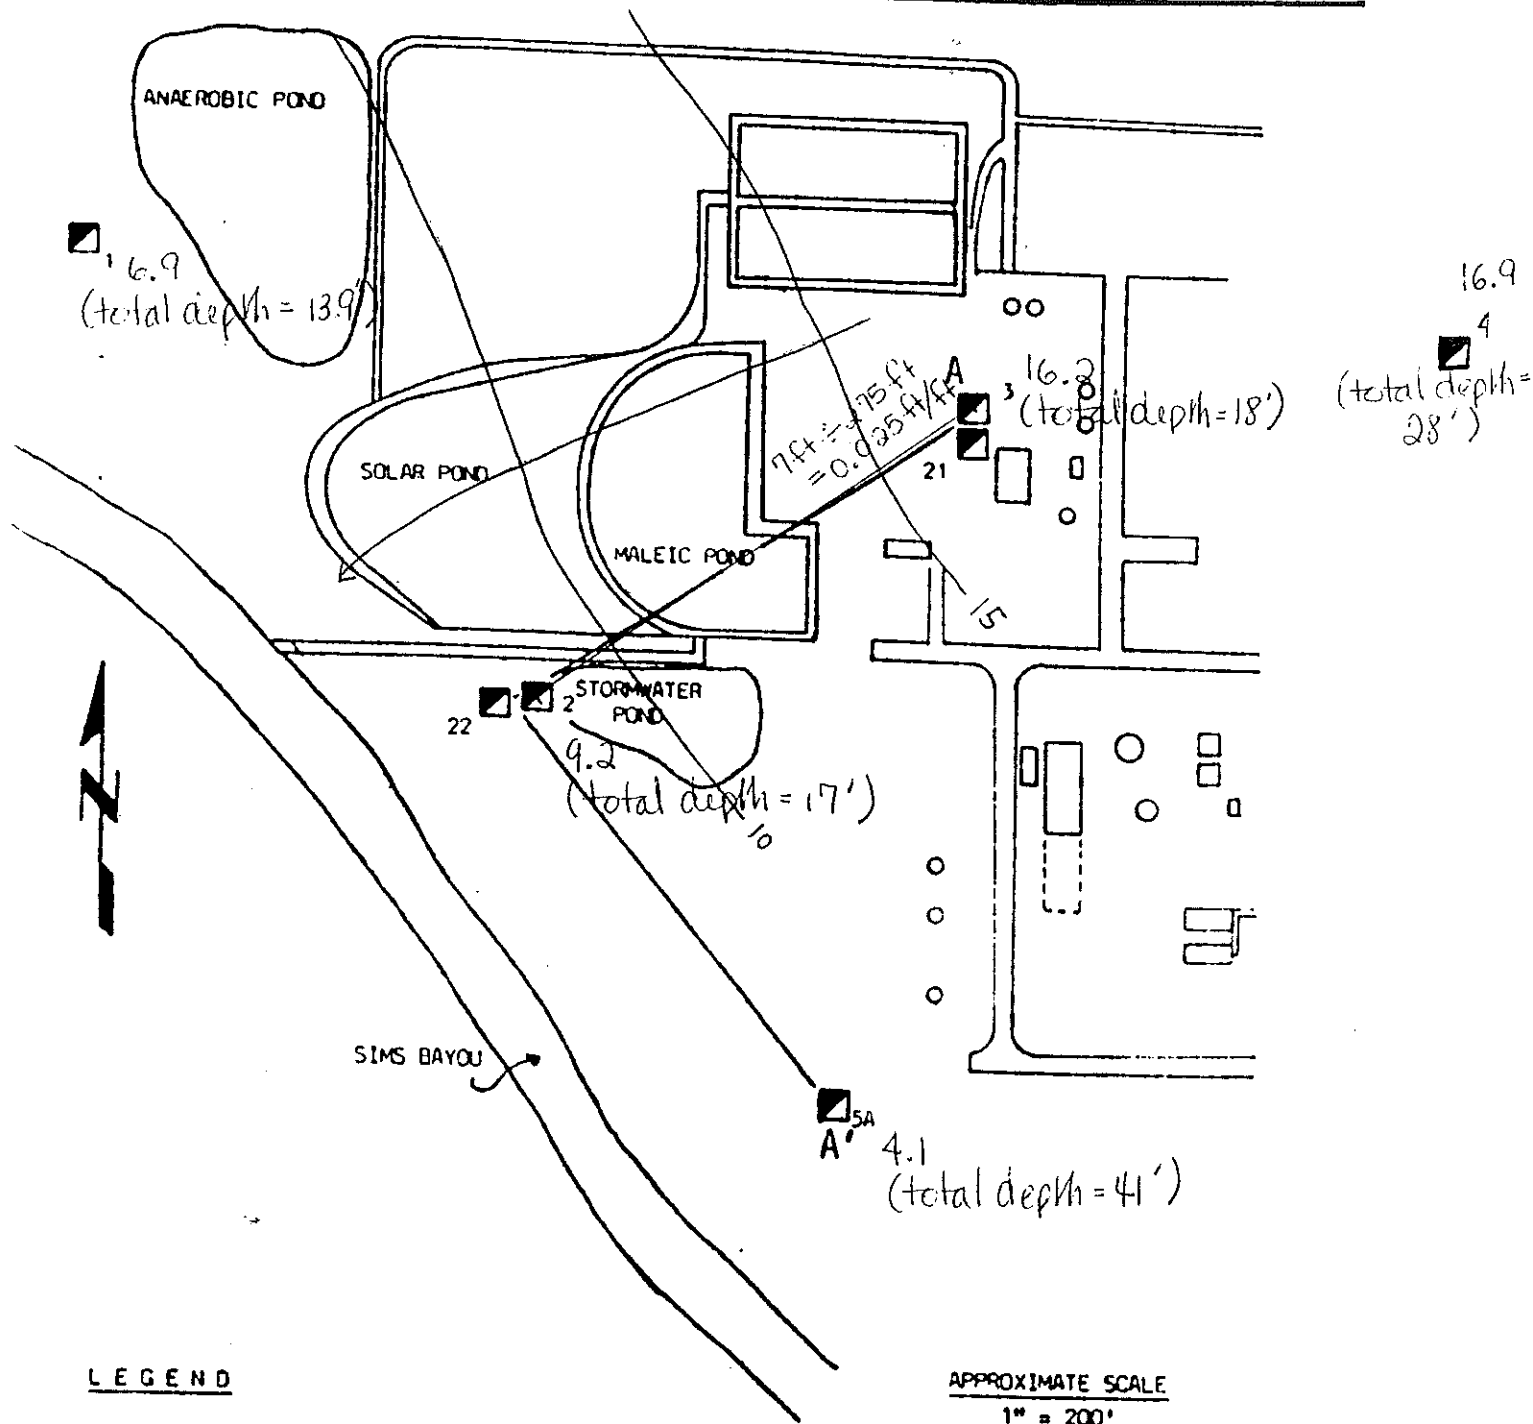 ANAEROBIC POND
1 6.9
(total depth = 13.9')
16.9
4
(total depth =
28')
A
3 16.2
(total depth = 18')
7 ft ÷ 275 ft
= 0.025 ft/ft
21
SOLAR POND
MALEIC POND
15
22
2
STORMWATER
POND
9.2
(total depth = 17')
10
N
SIMS BAYOU
5A
A'
4.1
(total depth = 41')
LEGEND
APPROXIMATE SCALE
1" = 200'